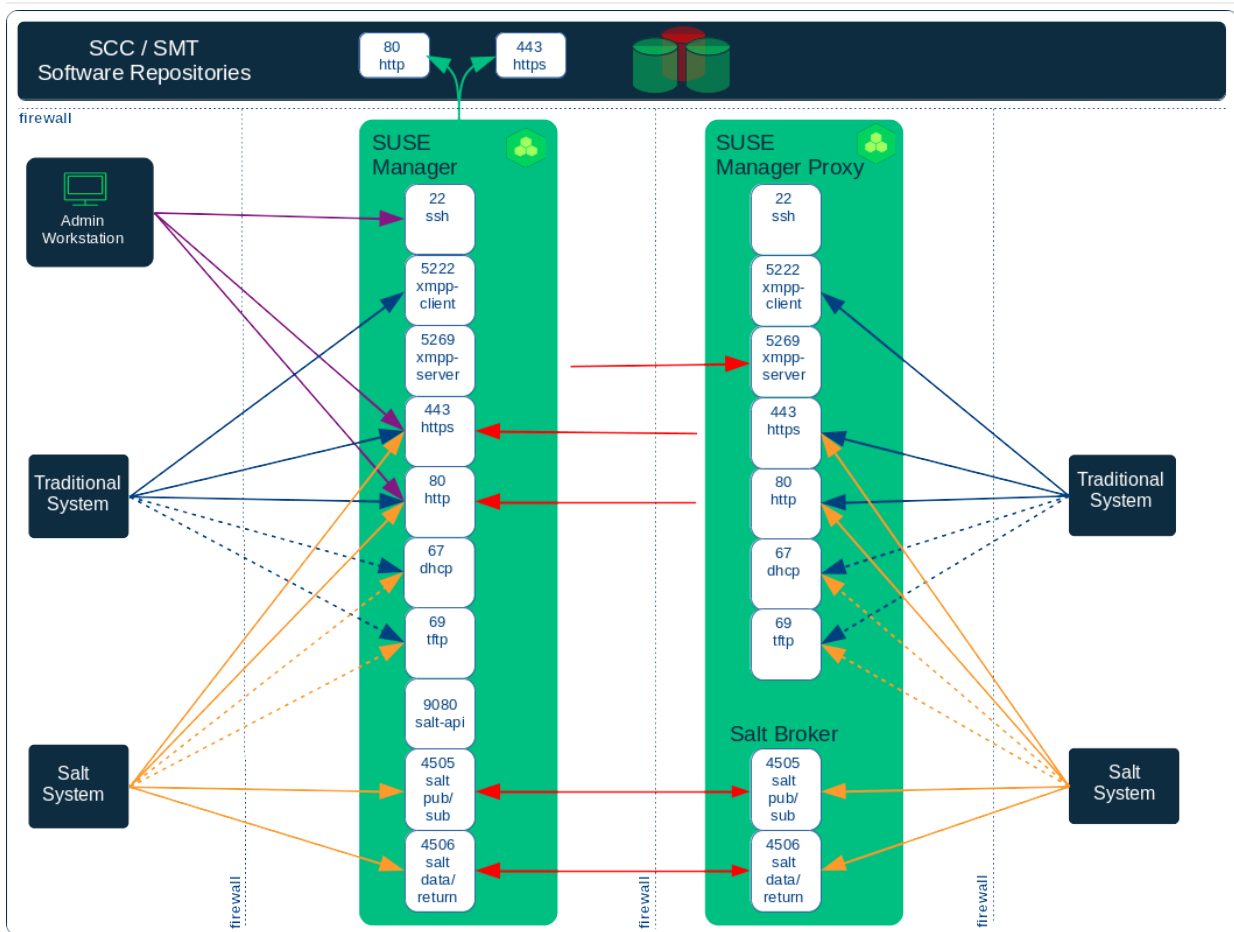 SCC / SMT
Software Repositories
80
http
443
https
firewall
SUSE
Manager
SUSE
Manager Proxy
Admin
Workstation
22
ssh
5222
xmpp-
client
5269
xmpp-
server
443
https
80
http
67
dhcp
69
tftp
9080
salt-api
4505
salt
pub/
sub
4506
salt
data/
return
22
ssh
5222
xmpp-
client
5269
xmpp-
server
443
https
80
http
67
dhcp
69
tftp
Salt Broker
4505
salt
pub/
sub
4506
salt
data/
return
Traditional
System
Traditional
System
Salt
System
Salt
System
firewall
firewall
firewall